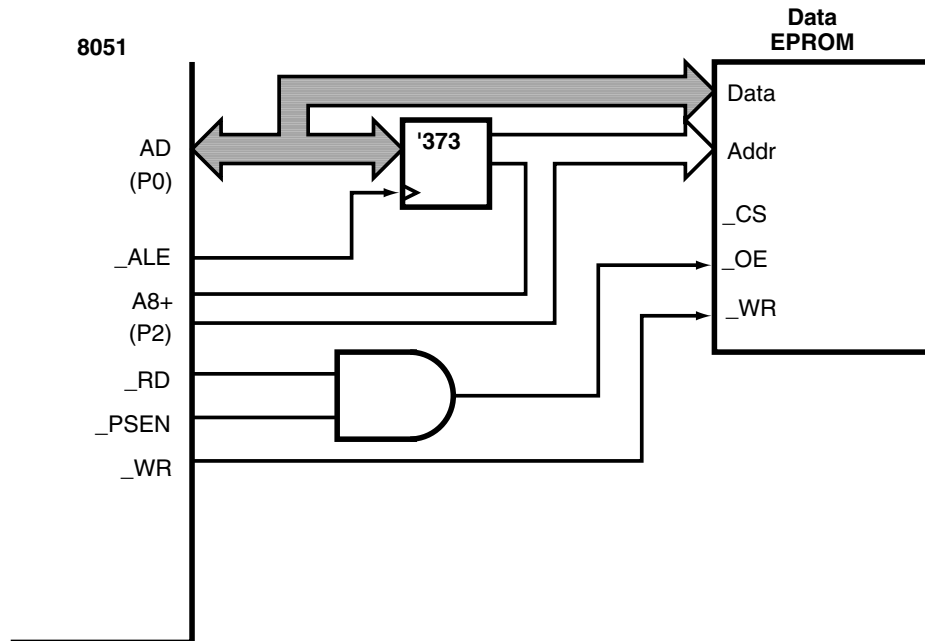 8051
Data
EPROM
AD
(P0)
_ALE
A8+
(P2)
_RD
_PSEN
_WR
'373
Data
Addr
_CS
_OE
_WR